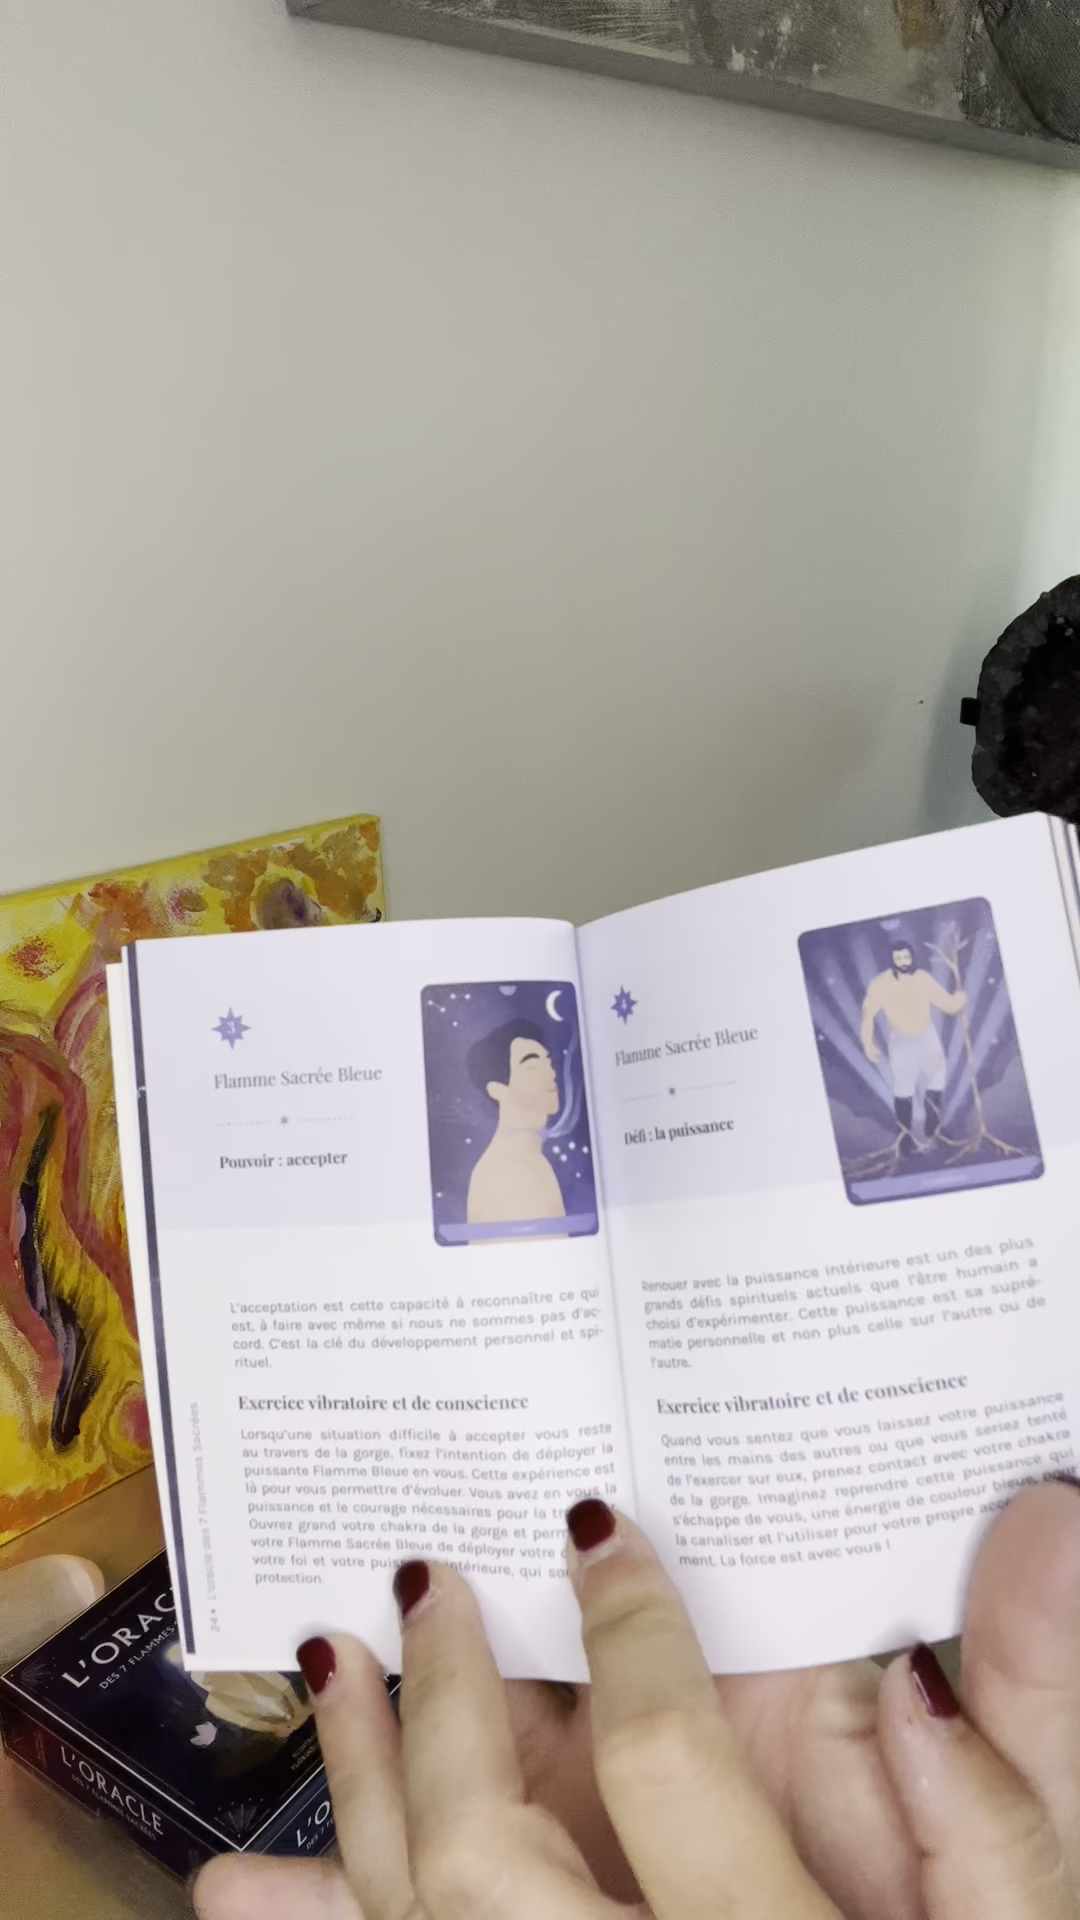 3
Flamme Sacrée Bleue
Pouvoir : accepter
L'acceptation est cette capacité à reconnaître ce qui
est, à faire avec même si nous ne sommes pas d'ac-
cord. C'est la clé du développement personnel et spi-
rituel.
Exercice vibratoire et de conscience
Lorsqu'une situation difficile à accepter vous reste
au travers de la gorge, fixez l'intention de déployer la
puissante Flamme Bleue en vous. Cette expérience est
là pour vous permettre d'évoluer. Vous avez en vous la
puissance et le courage nécessaires pour la
Ouvrez grand votre chakra de la gorge et
votre Flamme Sacrée Bleue de déployer votre
votre foi et votre intérieure, qui
protection.
24 L'oracle des 7 Flammes Sacrées
4
Flamme Sacrée Bleue
Défi : la puissance
Renouer avec la puissance intérieure est un des plus
grands défis spirituels actuels que l'être humain a
choisi d'expérimenter. Cette puissance est sa supré-
matie personnelle et non plus celle sur l'autre ou de
l'autre.
Exercice vibratoire et de conscience
Quand vous sentez que vous laissez votre puissance
entre les mains des autres ou que vous seriez tenté
de l'exercer sur eux, prenez contact avec votre chakra
de la gorge. Imaginez reprendre cette puissance qui
s'échappe de vous, une énergie de couleur bleue, pour
la canaliser et l'utiliser pour votre propre
ment. La force est avec vous !
L'ORAC
DES 7 FLAMMES
L'ORACLE
DES 7 FLAMMES SACRÉES
L'O